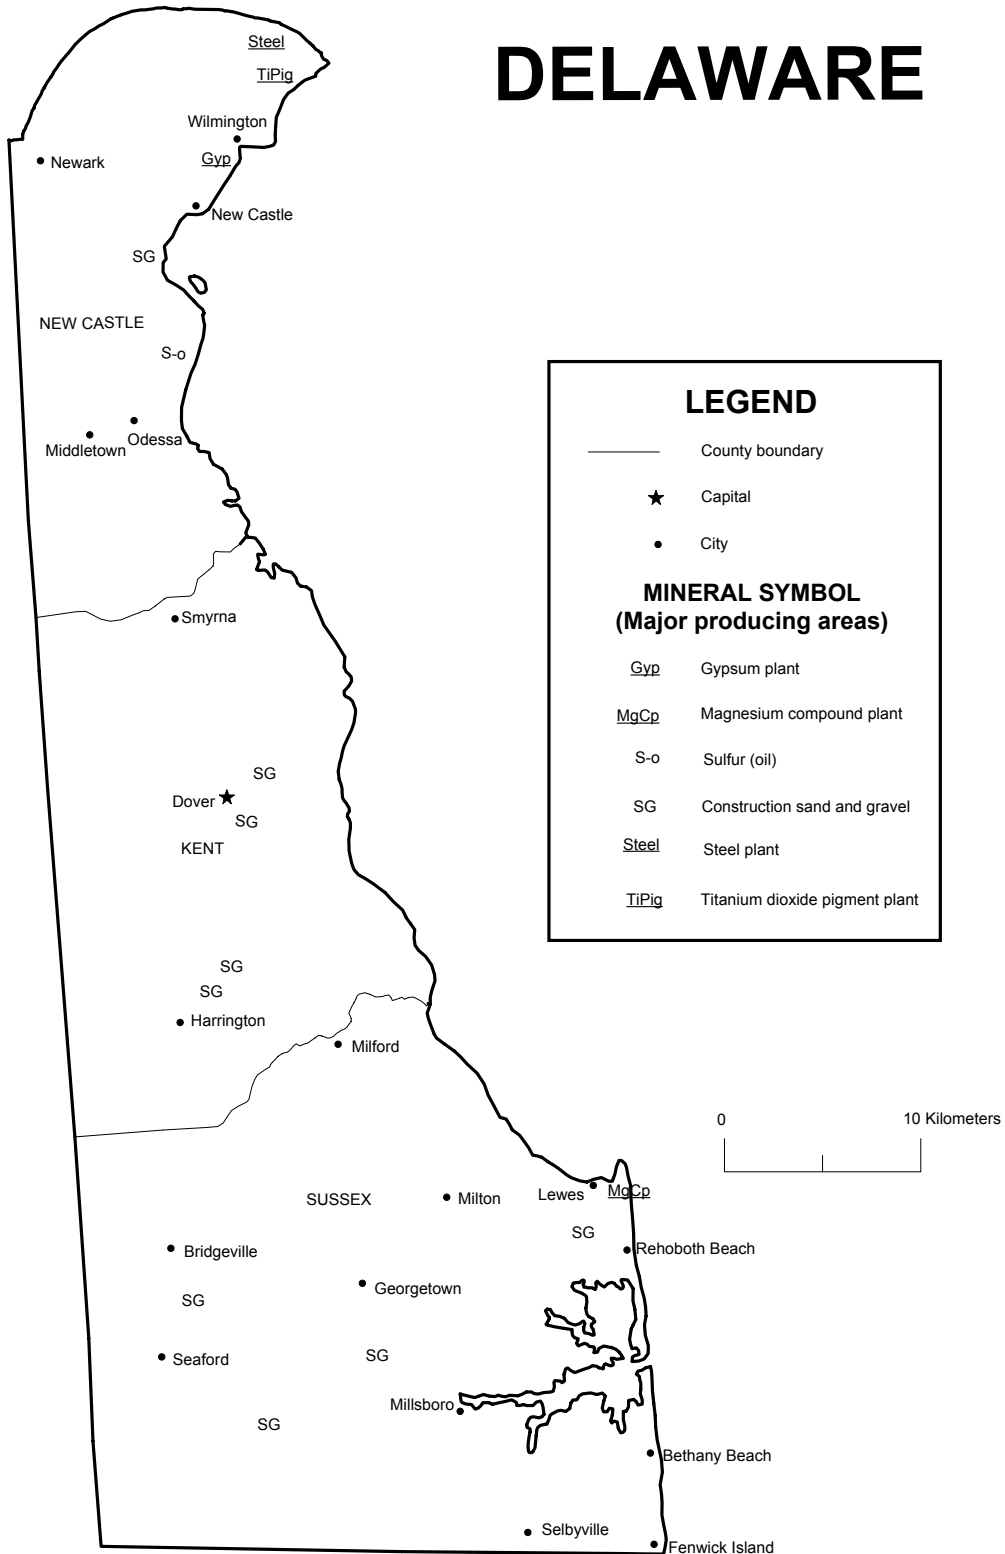 DELAWARE
Steel
TiPig
Wilmington
Newark
Gyp
New Castle
SG
NEW CASTLE
S-o
Odessa
Middletown
Smyrna
SG
Dover
SG
KENT
SG
SG
Harrington
Milford
SUSSEX
Milton
Lewes
MgCp
SG
Rehoboth Beach
Bridgeville
Georgetown
SG
SG
Seaford
Millsboro
SG
Bethany Beach
Selbyville
Fenwick Island
LEGEND
County boundary
Capital
City
MINERAL SYMBOL
(Major producing areas)
Gyp Gypsum plant
MgCp Magnesium compound plant
S-o Sulfur (oil)
SG Construction sand and gravel
Steel Steel plant
TiPig Titanium dioxide pigment plant
0 10 Kilometers